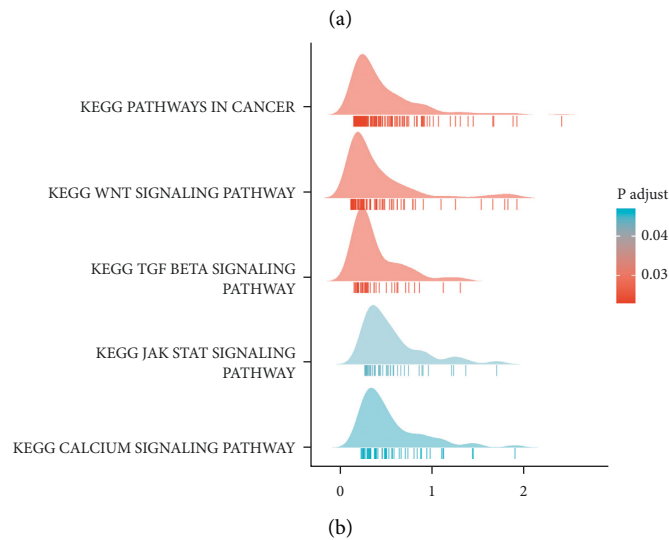 (a)
KEGG PATHWAYS IN CANCER
KEGG WNT SIGNALING PATHWAY
KEGG TGF BETA SIGNALING
PATHWAY
KEGG JAK STAT SIGNALING
PATHWAY
KEGG CALCIUM SIGNALING PATHWAY
P adjust
0.04
0.03
0
1
2
(b)